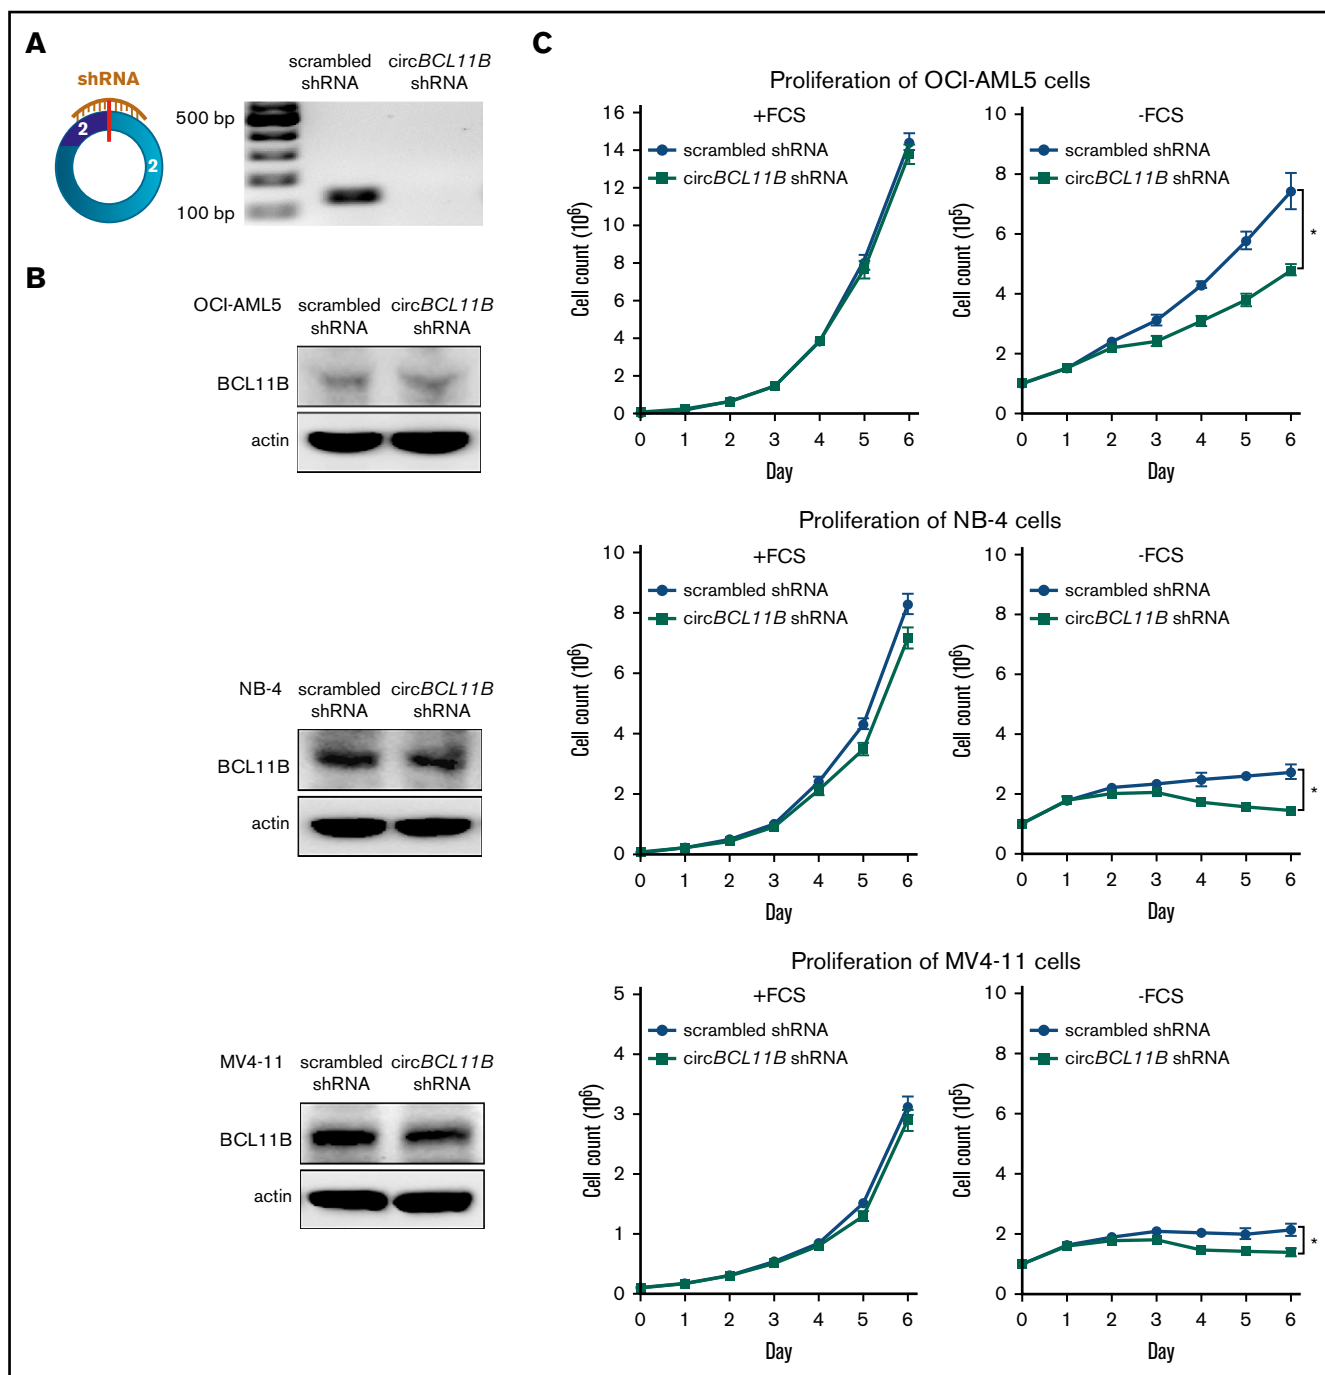 A
shRNA
2
2
scrambled
shRNA
circBCL11B
shRNA
500 bp
100 bp
B
OCI-AML5
scrambled
shRNA
circBCL11B
shRNA
BCL11B
actin
NB-4
scrambled
shRNA
circBCL11B
shRNA
BCL11B
actin
MV4-11
scrambled
shRNA
circBCL11B
shRNA
BCL11B
actin
C
Proliferation of OCI-AML5 cells
+FCS
scrambled shRNA
circBCL11B shRNA
Cell count (10⁶)
16
14
12
10
8
6
4
2
0
0 1 2 3 4 5 6
Day
-FCS
scrambled shRNA
circBCL11B shRNA
Cell count (10⁵)
10
8
6
4
2
0
0 1 2 3 4 5 6
Day
*
Proliferation of NB-4 cells
+FCS
scrambled shRNA
circBCL11B shRNA
Cell count (10⁶)
10
8
6
4
2
0
0 1 2 3 4 5 6
Day
-FCS
scrambled shRNA
circBCL11B shRNA
Cell count (10⁶)
10
8
6
4
2
0
0 1 2 3 4 5 6
Day
*
Proliferation of MV4-11 cells
+FCS
scrambled shRNA
circBCL11B shRNA
Cell count (10⁶)
5
4
3
2
1
0
0 1 2 3 4 5 6
Day
-FCS
scrambled shRNA
circBCL11B shRNA
Cell count (10⁵)
10
8
6
4
2
0
0 1 2 3 4 5 6
Day
*